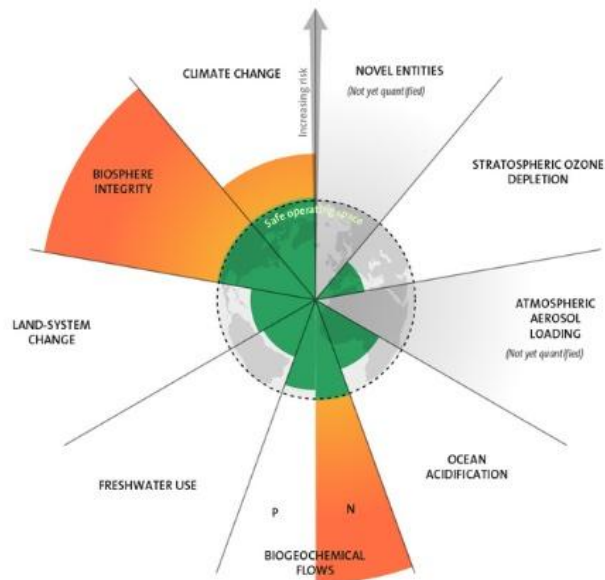 CLIMATE CHANGE
Increasing risk
NOVEL ENTITIES
(Not yet quantified)
STRATOSPHERIC OZONE
DEPLETION
BIOSPHERE
INTEGRITY
Safe operating space
ATMOSPHERIC
AEROSOL
LOADING
(Not yet quantified)
LAND-SYSTEM
CHANGE
OCEAN
ACIDIFICATION
FRESHWATER USE
P
N
BIOGEOCHEMICAL
FLOWS